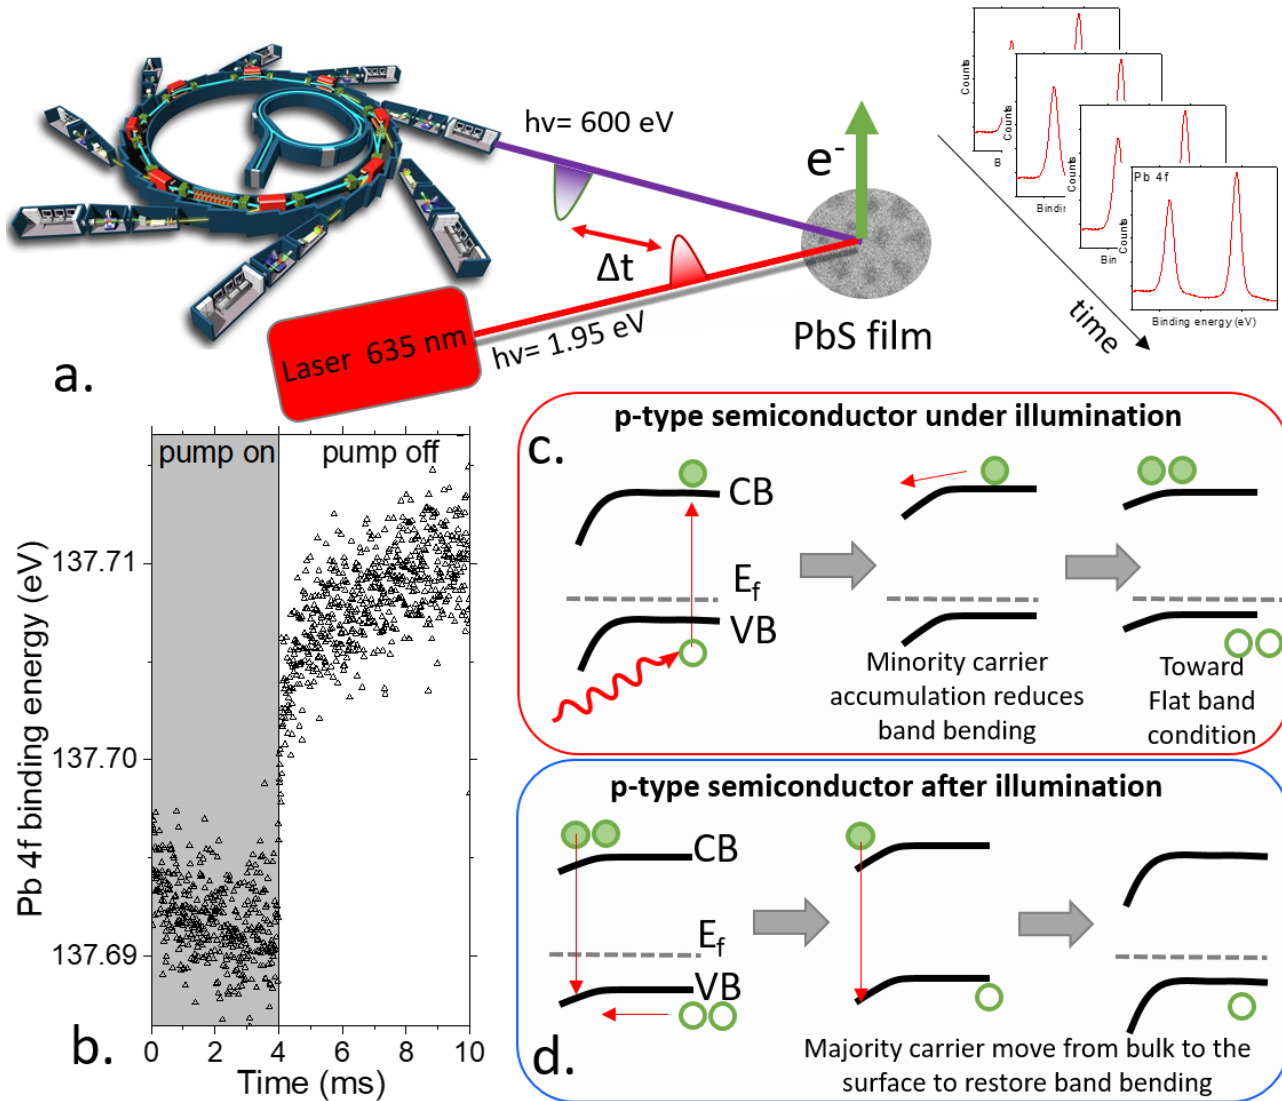 hν= 600 eV
e-
Δt
Laser 635 nm
hν= 1.95 eV
PbS film
a.
Counts
B
Counts
Bindin
Counts
Bin
Pb 4f
Counts
Binding energy (eV)
time
pump on
pump off
137.71
137.70
137.69
Pb 4f binding energy (eV)
0 2 4 6 8 10
Time (ms)
b.
p-type semiconductor under illumination
c.
CB
Ef
VB
Minority carrier
accumulation reduces
band bending
Toward
Flat band
condition
p-type semiconductor after illumination
CB
Ef
VB
d.
Majority carrier move from bulk to the
surface to restore band bending